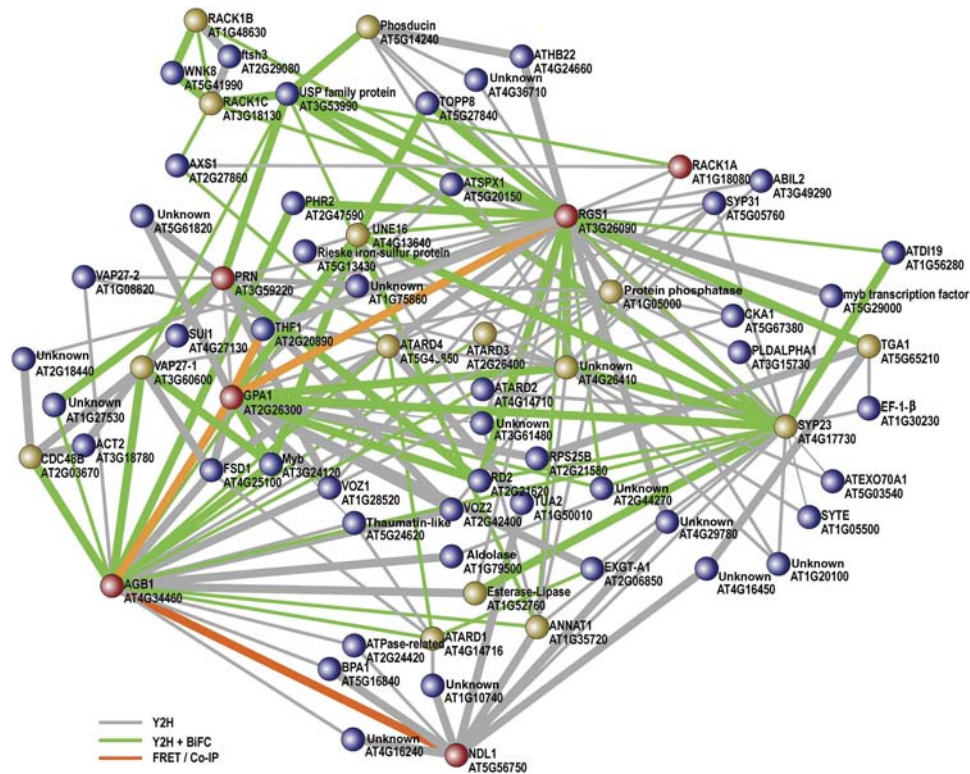 RACK1B
AT1G48630
Phosducin
AT5G14240
ftsh3
AT2G29080
ATHB22
AT4G24660
WNK8
AT5G41990
Unknown
AT4G36710
USP family protein
AT3G53990
RACK1C
AT3G18130
TOPP8
AT5G27840
AXS1
AT2G27860
RACK1A
AT1G18080
ATSPX1
AT5G20150
ABIL2
AT3G49290
PHR2
AT2G47590
SYP31
AT5G05760
Unknown
AT5G61820
RGS1
AT3G26090
UNE16
AT4G13640
Rieske iron-sulfur protein
AT5G13430
ATDI19
AT1G56280
VAP27-2
AT1G08820
PRN
AT3G59220
Unknown
AT1G75860
Protein phosphatase
AT1G05000
myb transcription factor
AT5G29000
CKA1
AT5G67380
SUI1
AT4G27130
THF1
AT2G20890
ATARD4
ATARD3
AT2G26400
PLDALPHA1
AT3G15730
TGA1
AT5G65210
Unknown
AT2G18440
VAP27-1
AT3G60600
Unknown
AT4G26410
GPA1
AT2G26300
ATARD2
AT4G14710
Unknown
AT1G27530
EF-1-β
AT1G30230
Unknown
AT3G61480
SYP23
AT4G17730
ACT2
AT3G18780
CDC48B
AT2G03670
FSD1
AT4G25100
Myb
AT3G24120
RPS25B
AT2G21580
RD2
AT2G21620
VOZ1
AT1G28520
Unknown
AT2G44270
ATEXO70A1
AT5G03540
VOZ2
AT2G42400
TUA2
AT1G50010
Thaumatin-like
AT5G24620
Unknown
AT4G29780
SYTE
AT1G05500
Aldolase
AT1G79500
EXGT-A1
AT2G06850
Unknown
AT4G16450
Unknown
AT1G20100
AGB1
AT4G34460
Esterase-Lipase
AT1G52760
ANNAT1
AT1G35720
ATARD1
AT4G14716
ATPase-related
AT2G24420
BPA1
AT5G16840
Unknown
AT1G10740
Unknown
AT4G16240
NDL1
AT5G56750
Y2H
Y2H + BiFC
FRET / Co-IP